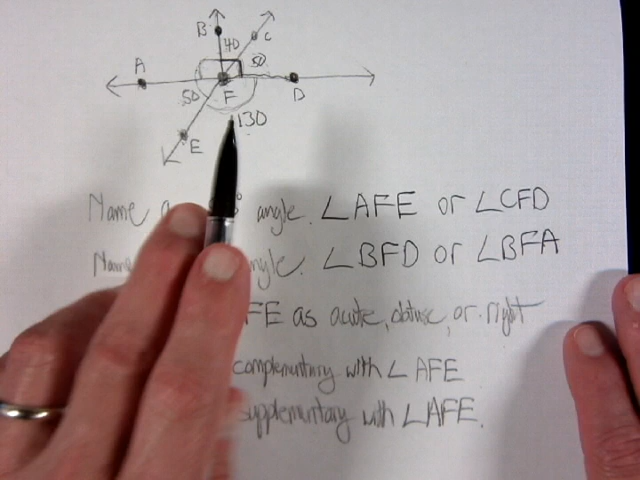 B C
40
A 50
50 F D
130
E
Name angle. ∠AFE or ∠CFD
∠BFD or ∠BFA
FE as acute, obtuse, or right
complementary with ∠AFE
supplementary with ∠AFE.